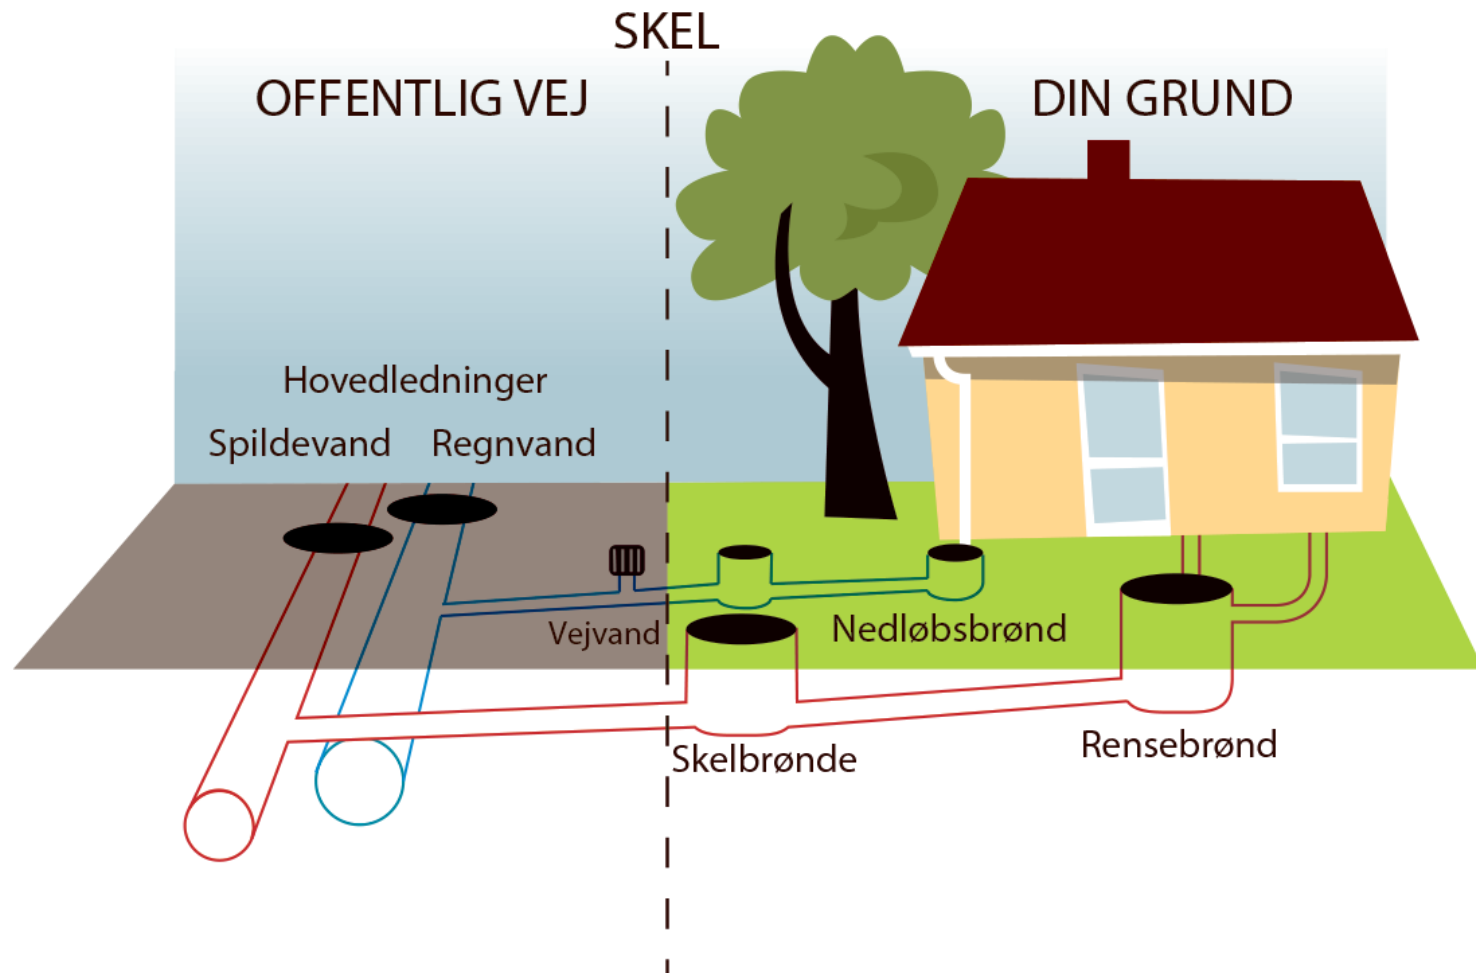 SKEL
OFFENTLIG VEJ
DIN GRUND
Hovedledninger
Spildevand
Regnvand
Vejvand
Nedløbsbrønd
Skelbrønde
Rensebrønd